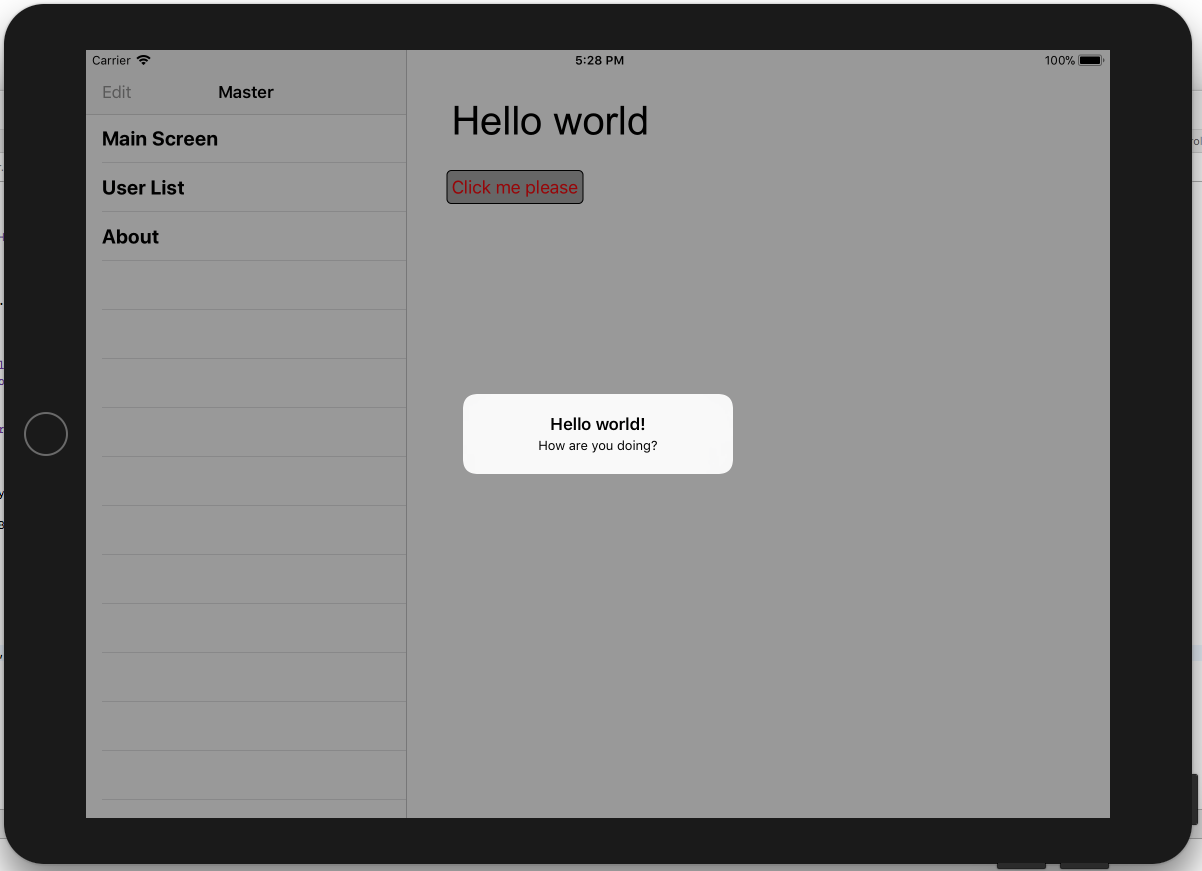 Carrier
5:28 PM
100%
Edit
Master
Main Screen
User List
About
Hello world
Click me please
Hello world!
How are you doing?